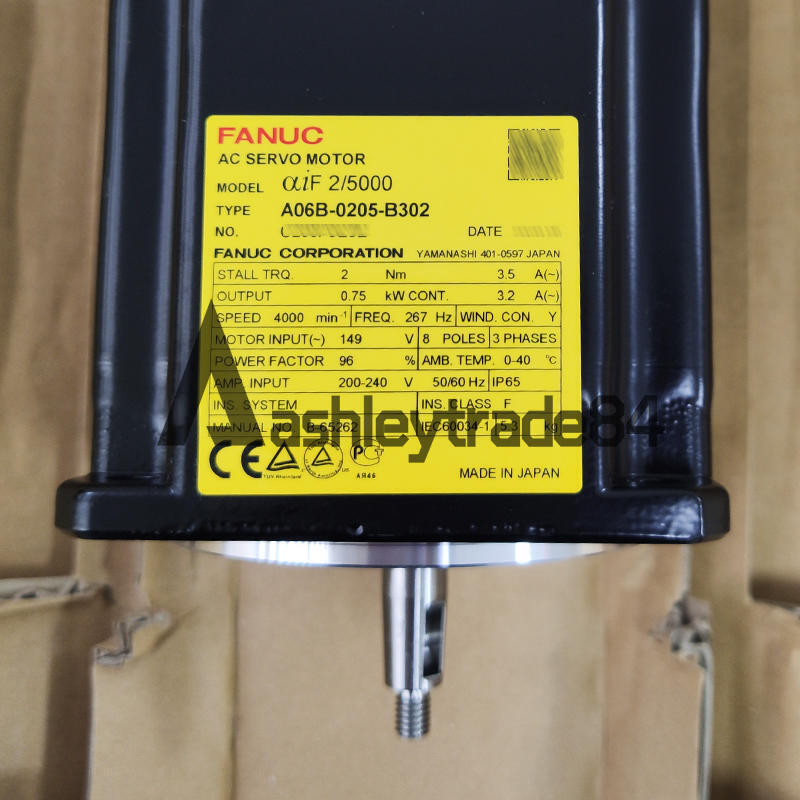 FANUC
AC SERVO MOTOR
MODEL αiF 2/5000
TYPE A06B-0205-B302
NO.
DATE
FANUC CORPORATION YAMANASHI 401-0597 JAPAN
STALL TRQ. 2 Nm 3.5 A(~)
OUTPUT 0.75 kW CONT. 3.2 A(~)
SPEED 4000 min⁻¹ FREQ. 267 Hz WIND. CON. Y
MOTOR INPUT(~) 149 V 8 POLES 3 PHASES
POWER FACTOR 96 % AMB. TEMP. 0-40 ℃
AMP. INPUT 200-240 V 50/60 Hz IP65
INS. SYSTEM INS. CLASS F
MANUAL NO. B-65262 IEC60034-1 5.3 kg
ashleytrade84
CE
TÜV Rheinland
AЯ46
MADE IN JAPAN